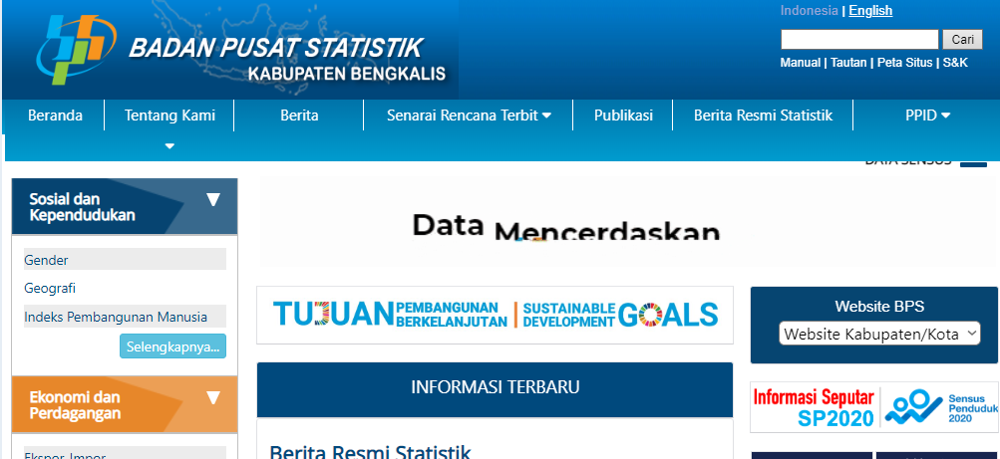 Indonesia | English
Cari
Manual | Tautan | Peta Situs | S&K
BADAN PUSAT STATISTIK
KABUPATEN BENGKALIS
Beranda
Tentang Kami
Berita
Senarai Rencana Terbit
Publikasi
Berita Resmi Statistik
PPID
DATA SENSUS
Sosial dan
Kependudukan
Gender
Geografi
Indeks Pembangunan Manusia
Selengkapnya...
Ekonomi dan
Perdagangan
Ekspor-Impor
Data Mencerdaskan
TUJUAN PEMBANGUNAN BERKELANJUTAN | SUSTAINABLE DEVELOPMENT GOALS
INFORMASI TERBARU
Berita Resmi Statistik
Website BPS
Website Kabupaten/Kota
Informasi Seputar
SP2020
Sensus
Penduduk
2020